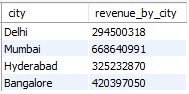 city revenue_by_city
Delhi 294500318
Mumbai 668640991
Hyderabad 325232870
Bangalore 420397050